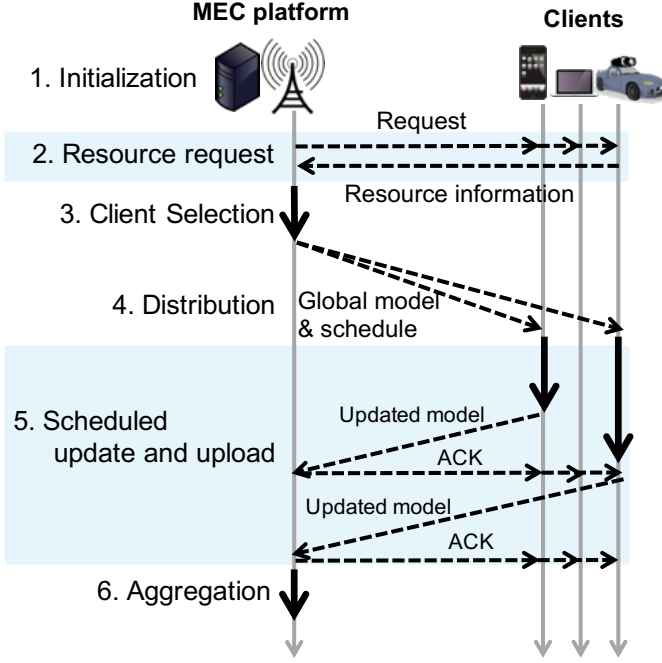 MEC platform
Clients
1. Initialization
Request
2. Resource request
Resource information
3. Client Selection
4. Distribution
Global model
& schedule
Updated model
5. Scheduled
update and upload
ACK
Updated model
ACK
6. Aggregation